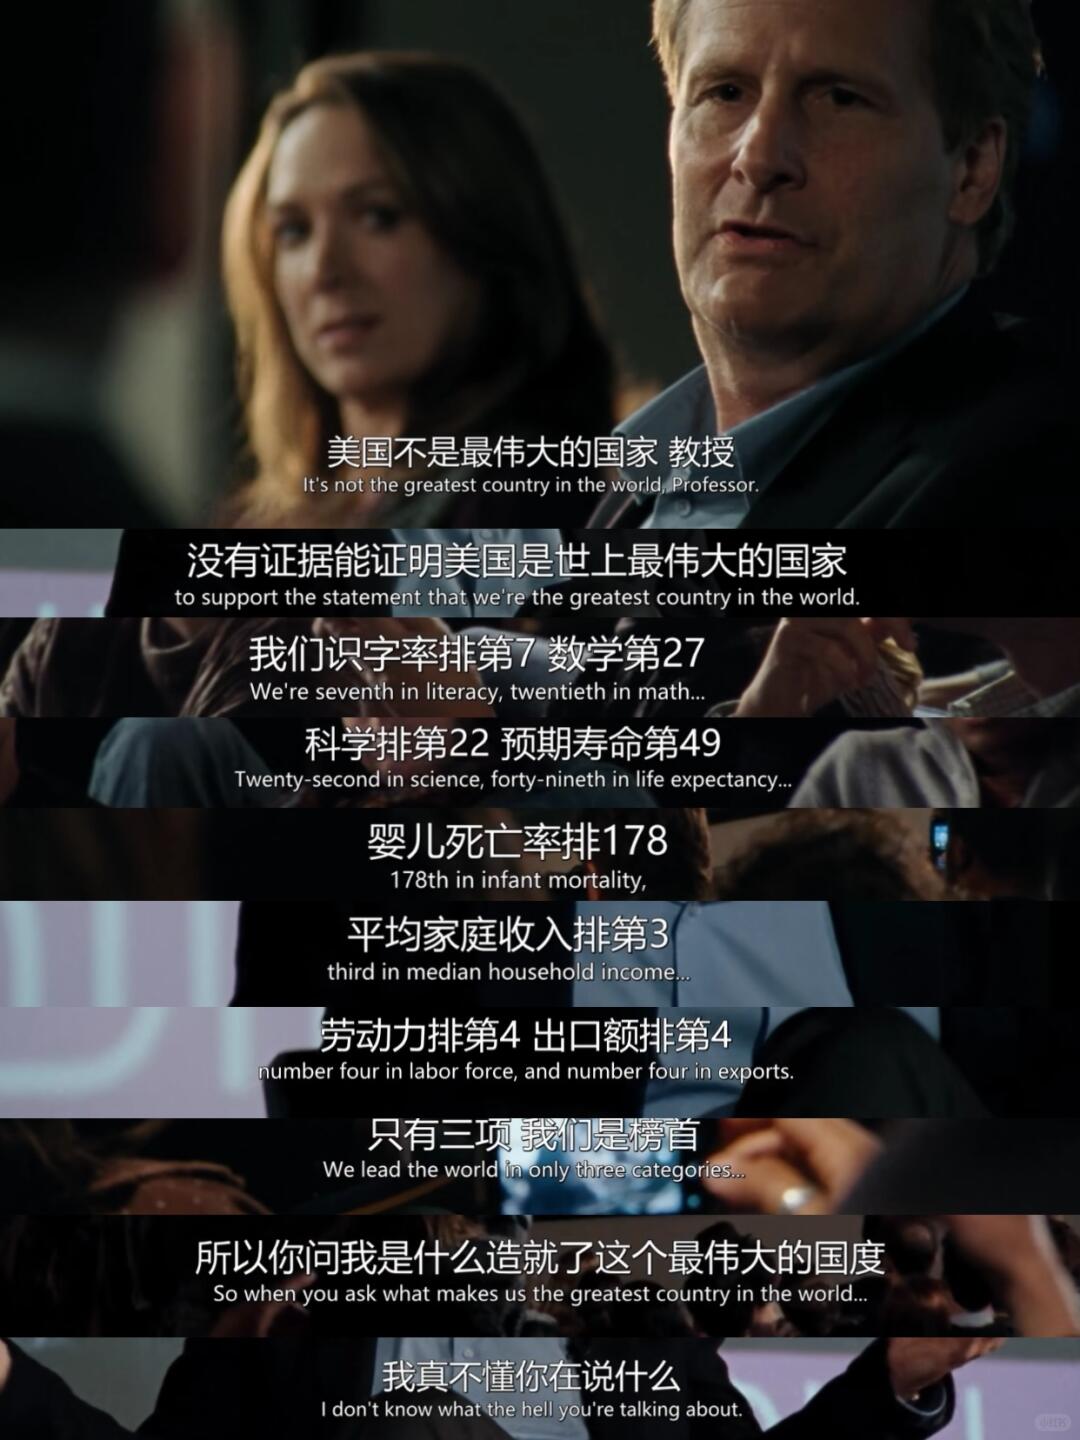 美国不是最伟大的国家 教授
It's not the greatest country in the world, Professor.
没有证据能证明美国是世上最伟大的国家
to support the statement that we're the greatest country in the world.
我们识字率排第7 数学第27
We're seventh in literacy, twentieth in math...
科学排第22 预期寿命第49
Twenty-second in science, forty-nineth in life expectancy...
婴儿死亡率排178
178th in infant mortality,
平均家庭收入排第3
third in median household income...
劳动力排第4 出口额排第4
number four in labor force, and number four in exports.
只有三项 我们是榜首
We lead the world in only three categories...
所以你问我是什么造就了这个最伟大的国度
So when you ask what makes us the greatest country in the world...
我真不懂你在说什么
I don't know what the hell you're talking about.